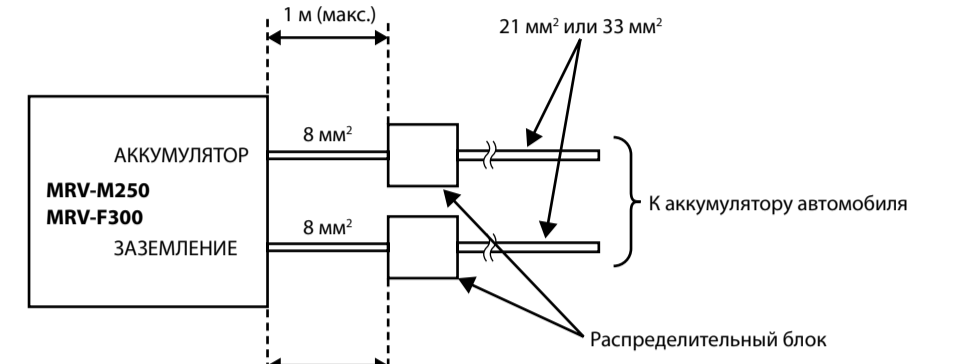 1 м (макс.)
21 мм² или 33 мм²
8 мм²
АККУМУЛЯТОР
MRV-M250
MRV-F300
К аккумулятору автомобиля
8 мм²
ЗАЗЕМЛЕНИЕ
Распределительный блок